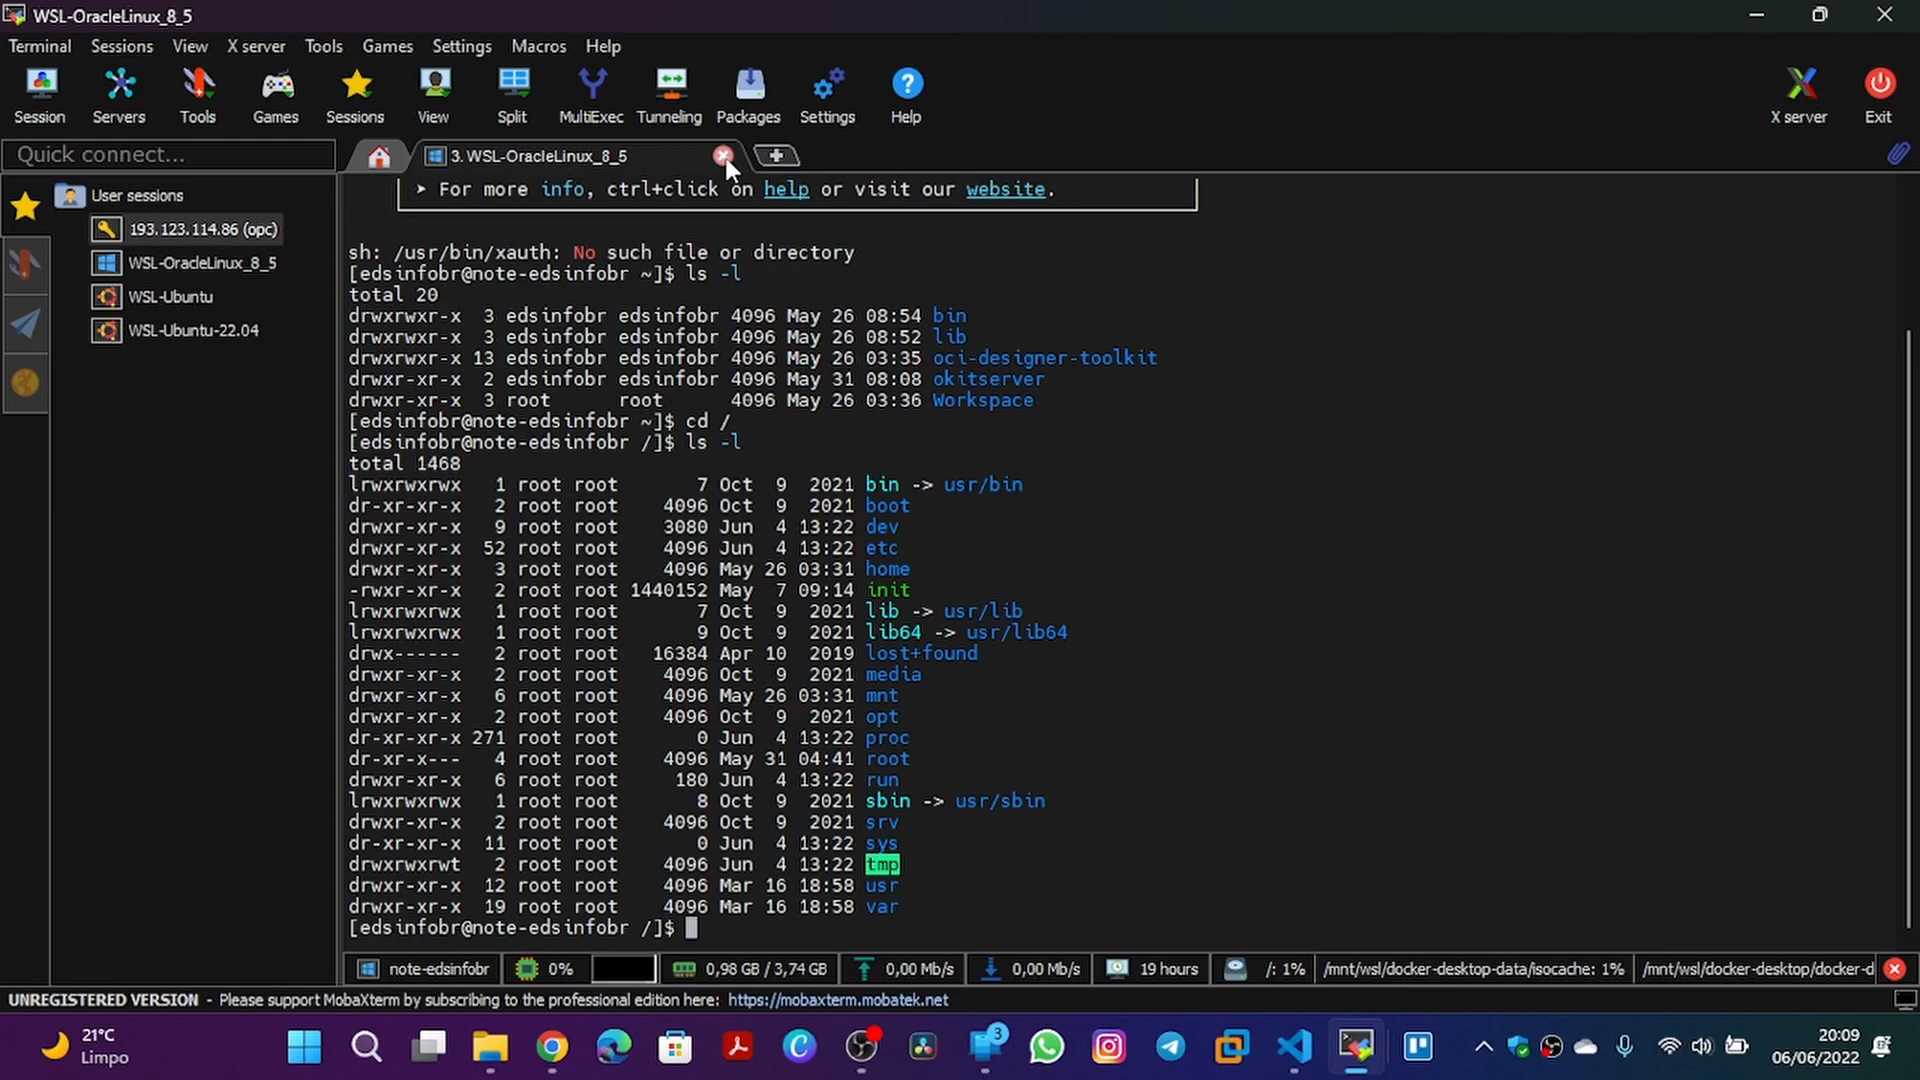 WSL-OracleLinux_8_5
Terminal Sessions View X server Tools Games Settings Macros Help
Session Servers Tools Games Sessions View Split MultiExec Tunneling Packages Settings Help X server Exit
Quick connect...
3. WSL-OracleLinux_8_5
User sessions
193.123.114.86 (opc)
WSL-OracleLinux_8_5
WSL-Ubuntu
WSL-Ubuntu-22.04
➤ For more info, ctrl+click on help or visit our website.
sh: /usr/bin/xauth: No such file or directory
[edsinfobr@note-edsinfobr ~]$ ls -l
total 20
drwxrwxr-x  3 edsinfobr edsinfobr 4096 May 26 08:54 bin
drwxrwxr-x  3 edsinfobr edsinfobr 4096 May 26 08:52 lib
drwxrwxr-x 13 edsinfobr edsinfobr 4096 May 26 03:35 oci-designer-toolkit
drwxr-xr-x  2 edsinfobr edsinfobr 4096 May 31 08:08 okitserver
drwxr-xr-x  3 root      root      4096 May 26 03:36 Workspace
[edsinfobr@note-edsinfobr ~]$ cd /
[edsinfobr@note-edsinfobr /]$ ls -l
total 1468
lrwxrwxrwx   1 root root       7 Oct  9  2021 bin -> usr/bin
dr-xr-xr-x   2 root root    4096 Oct  9  2021 boot
drwxr-xr-x   9 root root    3080 Jun  4 13:22 dev
drwxr-xr-x  52 root root    4096 Jun  4 13:22 etc
drwxr-xr-x   3 root root    4096 May 26 03:31 home
-rwxr-xr-x   2 root root 1440152 May  7 09:14 init
lrwxrwxrwx   1 root root       7 Oct  9  2021 lib -> usr/lib
lrwxrwxrwx   1 root root       9 Oct  9  2021 lib64 -> usr/lib64
drwx------   2 root root   16384 Apr 10  2019 lost+found
drwxr-xr-x   2 root root    4096 Oct  9  2021 media
drwxr-xr-x   6 root root    4096 May 26 03:31 mnt
drwxr-xr-x   2 root root    4096 Oct  9  2021 opt
dr-xr-xr-x 271 root root       0 Jun  4 13:22 proc
dr-xr-x---   4 root root    4096 May 31 04:41 root
drwxr-xr-x   6 root root     180 Jun  4 13:22 run
lrwxrwxrwx   1 root root       8 Oct  9  2021 sbin -> usr/sbin
drwxr-xr-x   2 root root    4096 Oct  9  2021 srv
dr-xr-xr-x  11 root root       0 Jun  4 13:22 sys
drwxrwxrwt   2 root root    4096 Jun  4 13:22 tmp
drwxr-xr-x  12 root root    4096 Mar 16 18:58 usr
drwxr-xr-x  19 root root    4096 Mar 16 18:58 var
[edsinfobr@note-edsinfobr /]$
note-edsinfobr 0% 0,98 GB / 3,74 GB 0,00 Mb/s 0,00 Mb/s 19 hours /: 1% /mnt/wsl/docker-desktop-data/isocache: 1% /mnt/wsl/docker-desktop/docker-d
UNREGISTERED VERSION - Please support MobaXterm by subscribing to the professional edition here: https://mobaxterm.mobatek.net
21°C
Limpo
3
20:09
06/06/2022